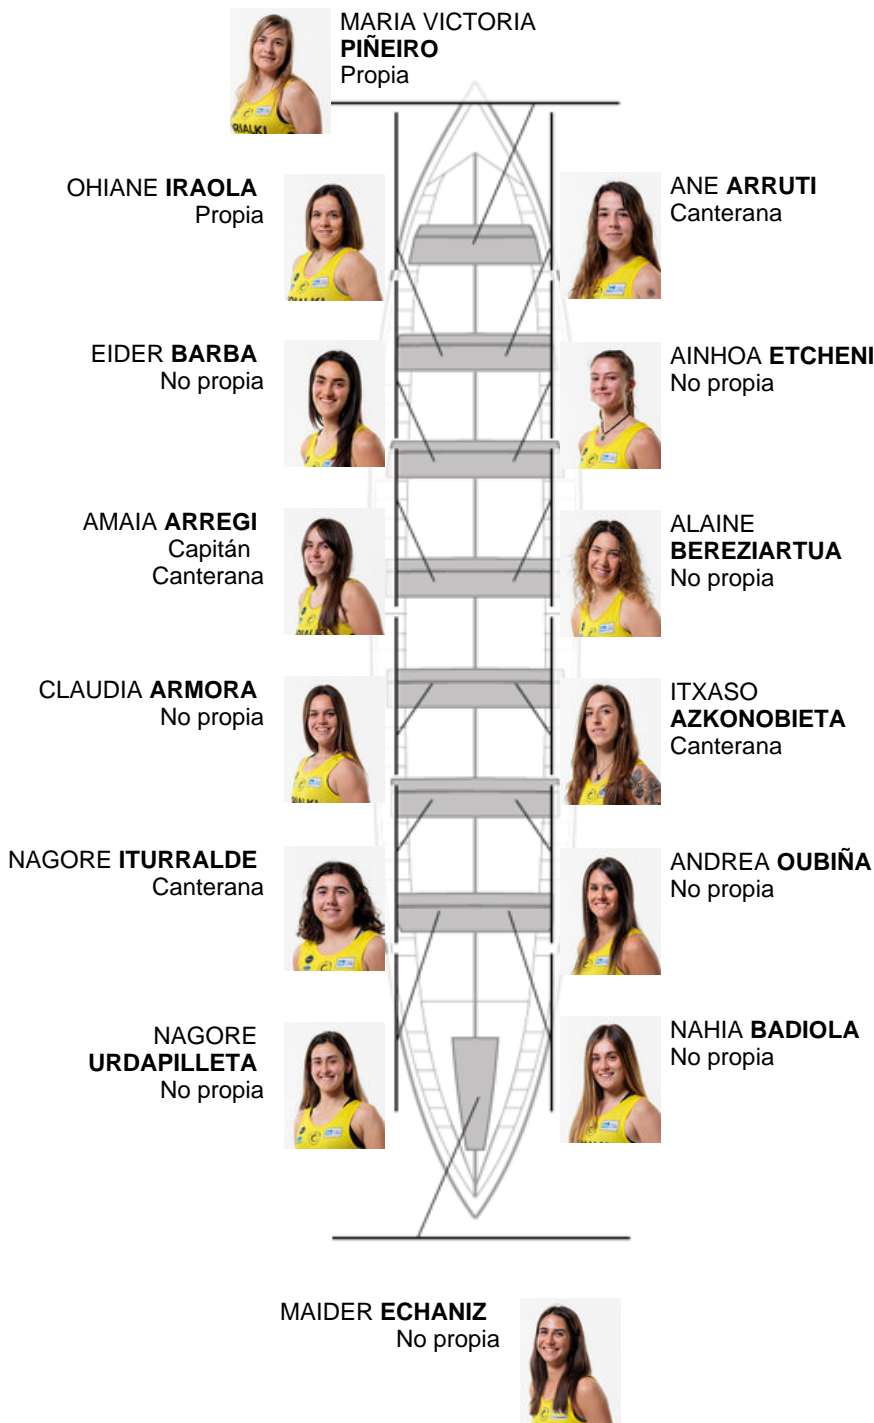 MARIA VICTORIA
PIÑEIRO
Propia
OHIANE IRAOLA
Propia
ANE ARRUTI
Canterana
EIDER BARBA
No propia
AINHOA ETCHENI
No propia
AMAIA ARREGI
Capitán
Canterana
ALAINE
BEREZIARTUA
No propia
CLAUDIA ARMORA
No propia
ITXASO
AZKONOBIETA
Canterana
NAGORE ITURRALDE
Canterana
ANDREA OUBIÑA
No propia
NAGORE
URDAPILLETA
No propia
NAHIA BADIOLA
No propia
MAIDER ECHANIZ
No propia